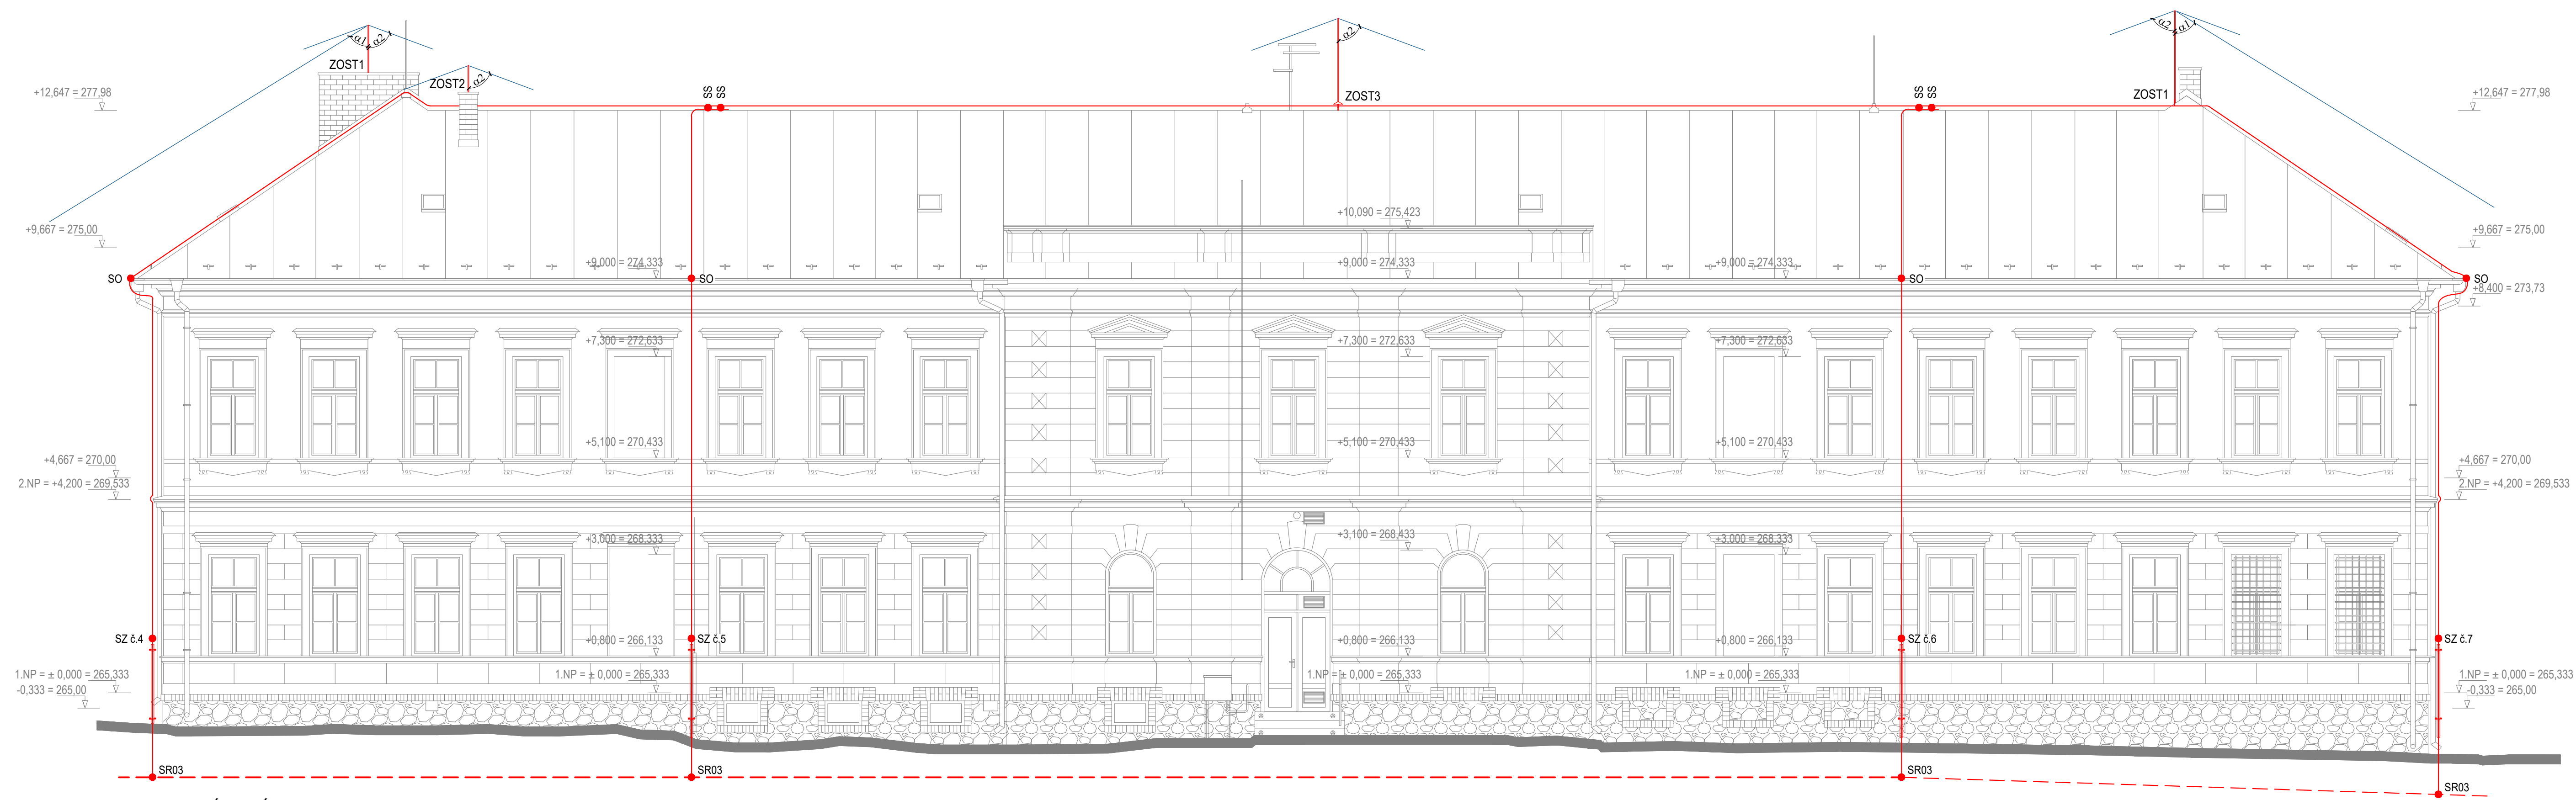 α1 α2
α2
α2 α1
ZOST1
ZOST2 α2
SS SS
ZOST3
ZOST1
SS SS
+12,647 = 277,98
+12,647 = 277,98
+10,090 = 275,423
+9,667 = 275,00
+9,667 = 275,00
+9,000 = 274,333
+9,000 = 274,333
+9,000 = 274,333
SO
SO
SO
SO
+8,400 = 273,73
+7,300 = 272,633
+7,300 = 272,633
+7,300 = 272,633
+5,100 = 270,433
+5,100 = 270,433
+5,100 = 270,433
+4,667 = 270,00
+4,667 = 270,00
2.NP = +4,200 = 269,533
2.NP = +4,200 = 269,533
+3,000 = 268,333
+3,100 = 268,433
+3,000 = 268,333
SZ č.4
SZ č.5
SZ č.6
SZ č.7
+0,800 = 266,133
+0,800 = 266,133
+0,800 = 266,133
1.NP = ± 0,000 = 265,333
1.NP = ± 0,000 = 265,333
1.NP = ± 0,000 = 265,333
1.NP = ± 0,000 = 265,333
1.NP = ± 0,000 = 265,333
-0,333 = 265,00
-0,333 = 265,00
SR03
SR03
SR03
SR03